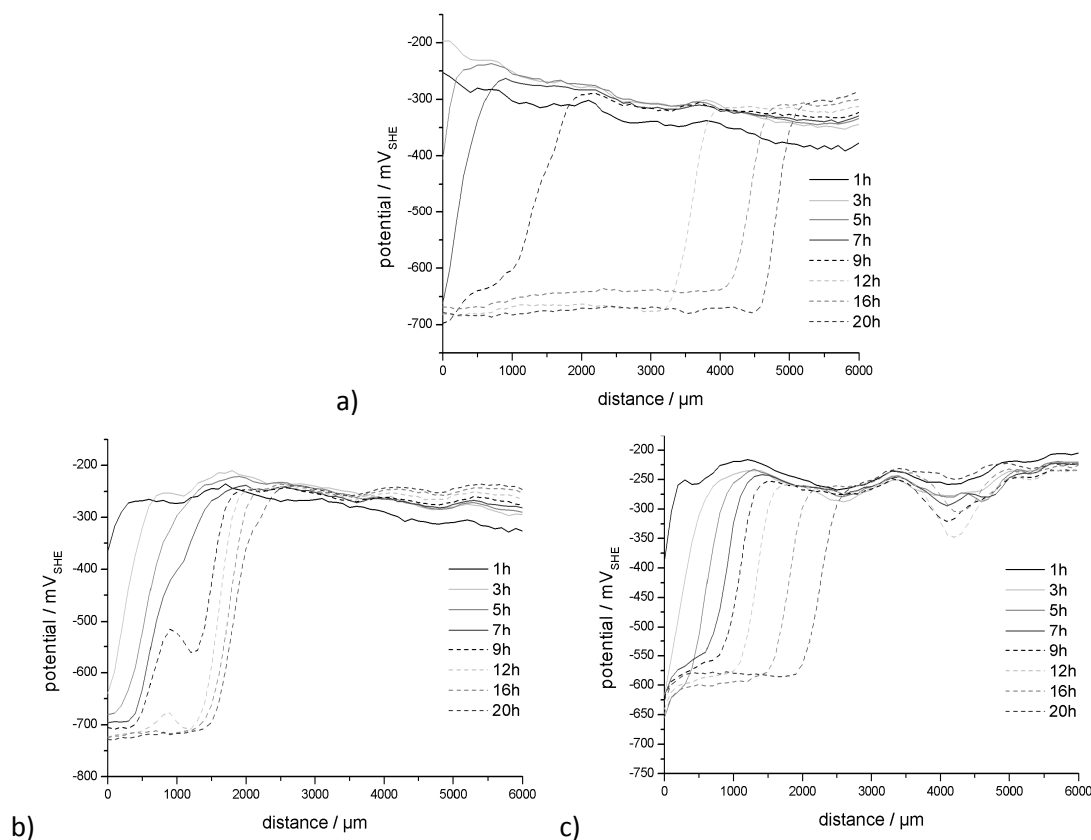 -200
-300
-400
-500
-600
-700
potential / mV_SHE
0 1000 2000 3000 4000 5000 6000
distance / µm
1h
3h
5h
7h
9h
12h
16h
20h
a)
-200
-300
-400
-500
-600
-700
-800
potential / mV_SHE
0 1000 2000 3000 4000 5000 6000
distance / µm
1h
3h
5h
7h
9h
12h
16h
20h
b)
-200
-250
-300
-350
-400
-450
-500
-550
-600
-650
-700
-750
potential / mV_SHE
0 1000 2000 3000 4000 5000 6000
distance / µm
1h
3h
5h
7h
9h
12h
16h
20h
c)